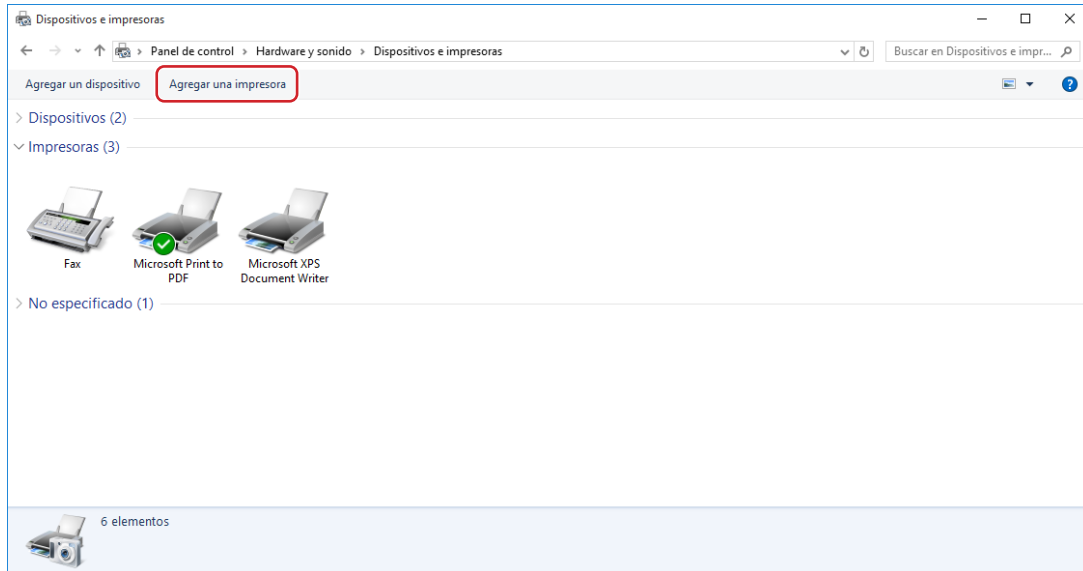 Dispositivos e impresoras
Panel de control > Hardware y sonido > Dispositivos e impresoras
Buscar en Dispositivos e impr...
Agregar un dispositivo
Agregar una impresora
Dispositivos (2)
Impresoras (3)
Fax
Microsoft Print to
PDF
Microsoft XPS
Document Writer
No especificado (1)
6 elementos